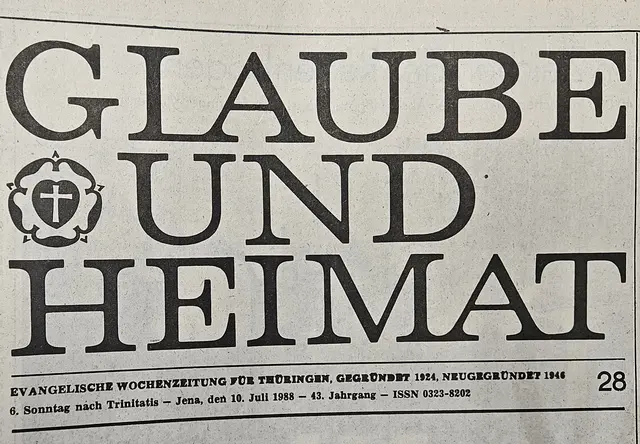 GLAUBE
UND
HEIMAT
EVANGELISCHE WOCHENZEITUNG FÜR THÜRINGEN, GEGRÜNDET 1924, NEUGEGRÜNDET 1946
28
6. Sonntag nach Trinitatis – Jena, den 10. Juli 1988 – 43. Jahrgang – ISSN 0323-8202